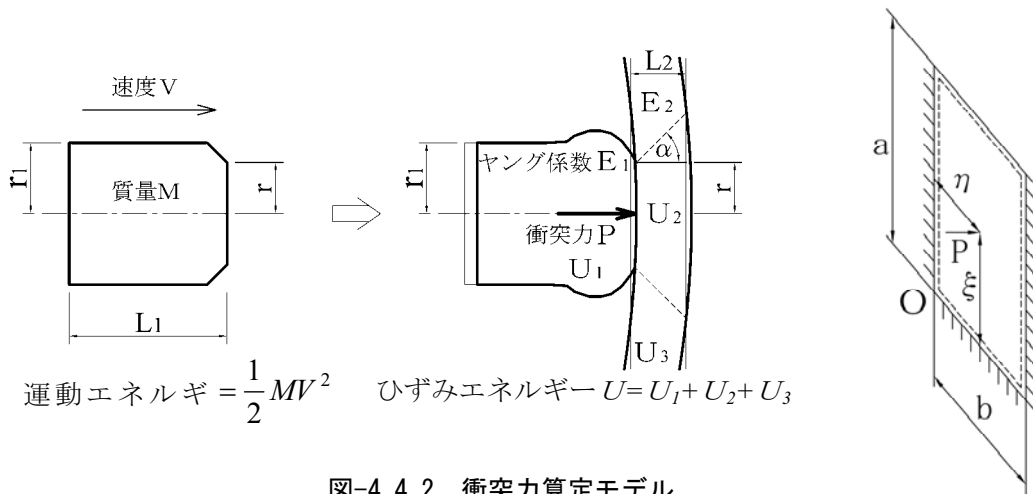 速度V
r1
質量M
r
L1
運動エネルギ = 1/2 MV²
L2
E2
ヤング係数 E1
α
r1
r
U2
衝突力 P
U1
U3
ひずみエネルギー U= U1+ U2+ U3
a
η
P
ξ
O
b
図-4.4.2 衝突力算定モデル